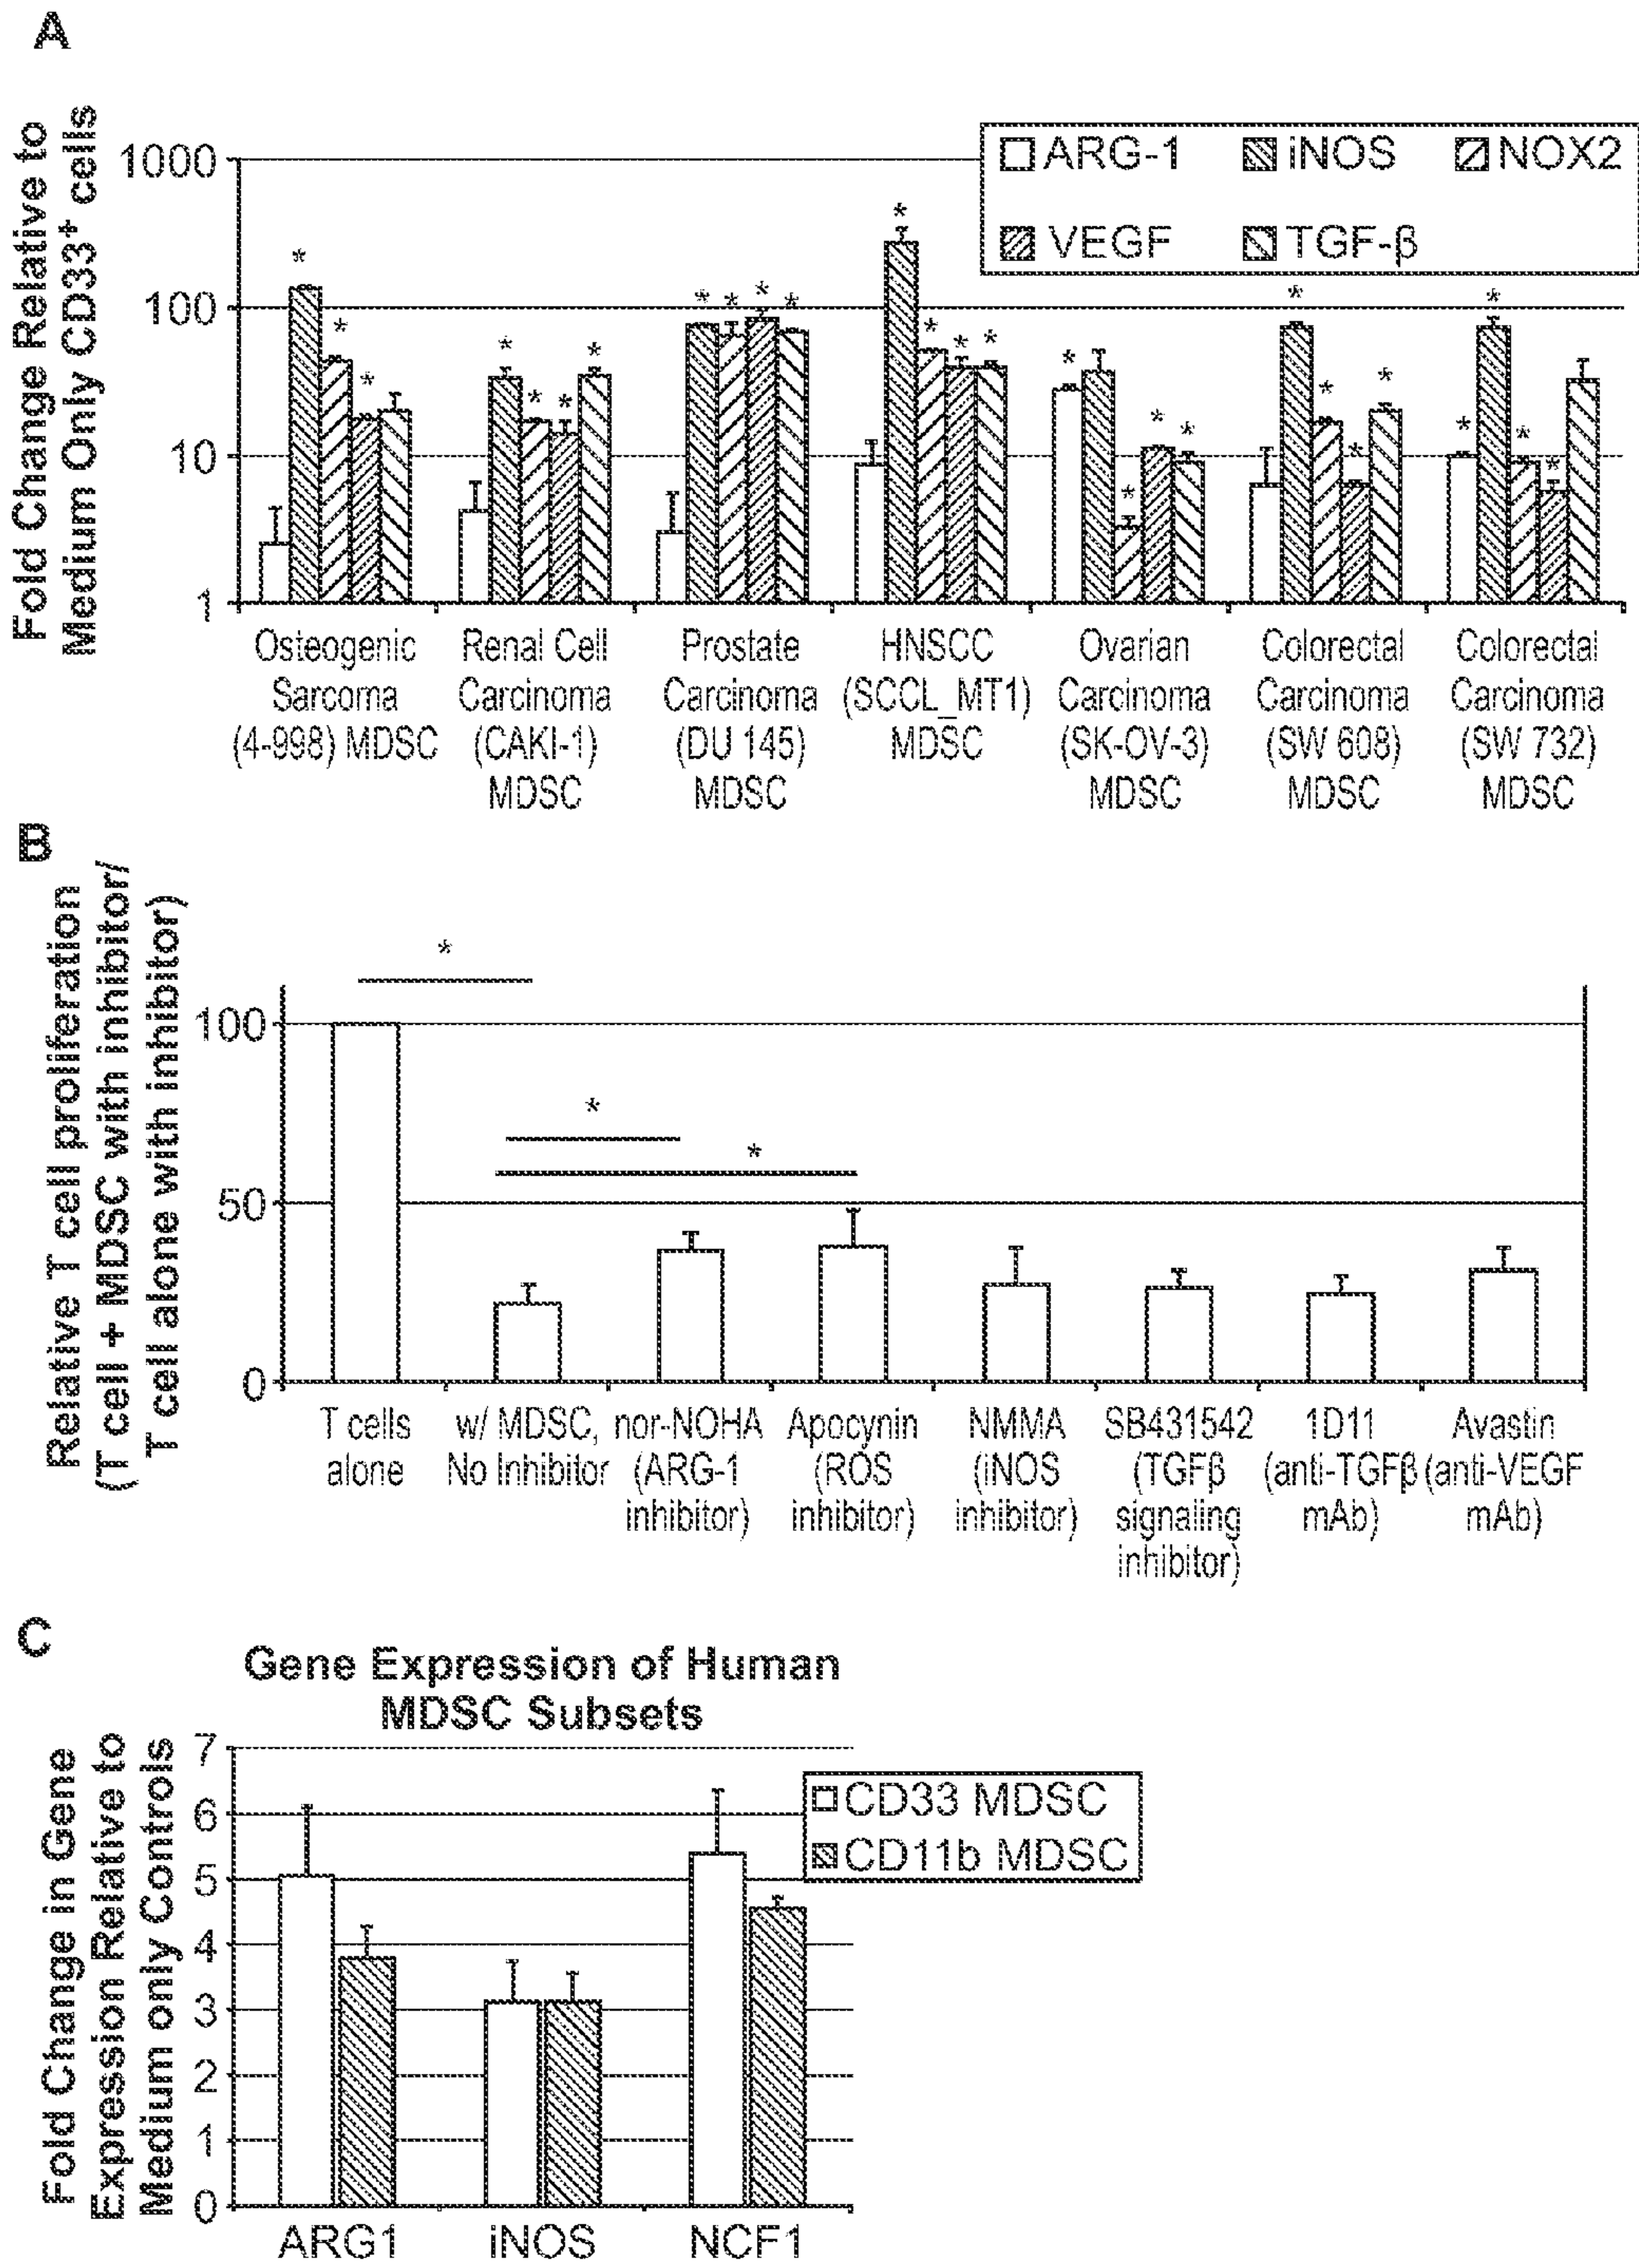 A
Fold Change Relative to
Medium Only CD33+ cells
1000
100
10
1
ARG-1 iNOS NOX2
VEGF TGF-β
* * * * * * * * * * * * * * * * * * * * * * * * * * *
Osteogenic
Sarcoma
(4-998) MDSC
Renal Cell
Carcinoma
(CAKI-1)
MDSC
Prostate
Carcinoma
(DU 145)
MDSC
HNSCC
(SCCL_MT1)
MDSC
Ovarian
Carcinoma
(SK-OV-3)
MDSC
Colorectal
Carcinoma
(SW 608)
MDSC
Colorectal
Carcinoma
(SW 732)
MDSC
B
Relative T cell proliferation
(T cell + MDSC with inhibitor/
T cell alone with inhibitor)
100
50
0
*
*
*
T cells
alone
w/ MDSC,
No Inhibitor
nor-NOHA
(ARG-1
inhibitor)
Apocynin
(ROS
inhibitor)
NMMA
(iNOS
inhibitor)
SB431542
(TGFβ
signaling
inhibitor)
1D11
(anti-TGFβ
mAb)
Avastin
(anti-VEGF
mAb)
C
Gene Expression of Human
MDSC Subsets
Fold Change in Gene
Expression Relative to
Medium only Controls
7
6
5
4
3
2
1
0
CD33 MDSC
CD11b MDSC
ARG1
iNOS
NCF1